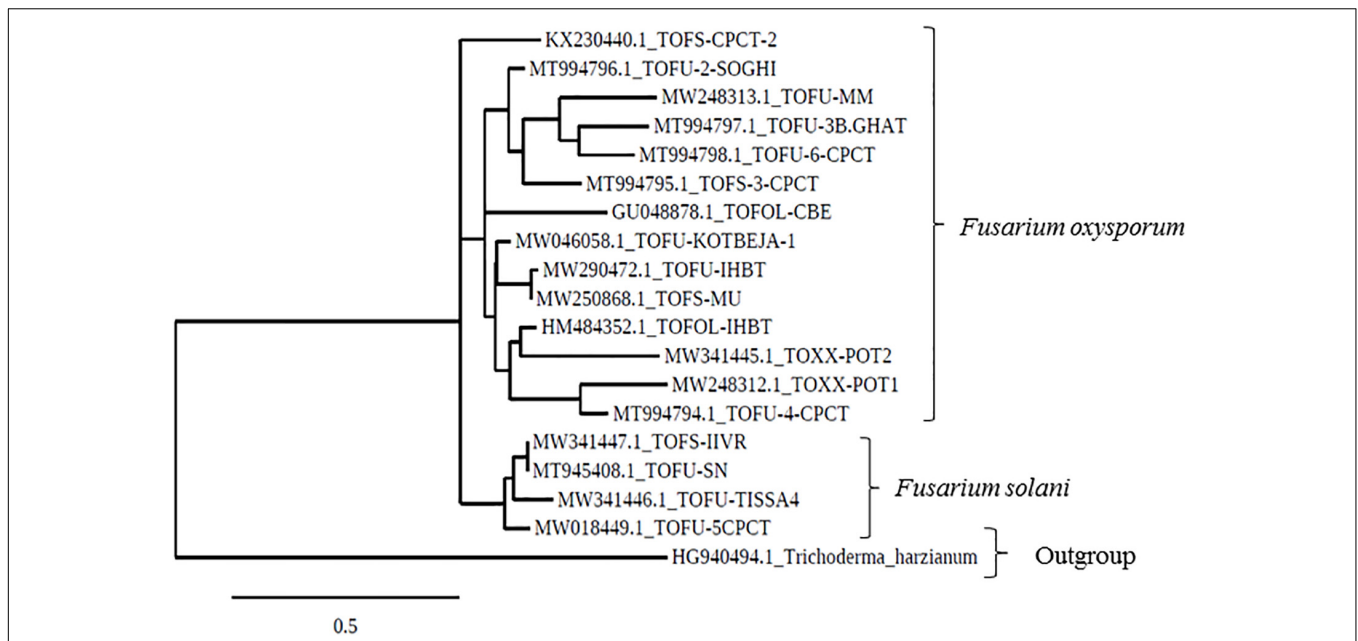 KX230440.1_TOFS-CPCT-2
MT994796.1_TOFU-2-SOGHI
MW248313.1_TOFU-MM
MT994797.1_TOFU-3B.GHAT
MT994798.1_TOFU-6-CPCT
MT994795.1_TOFS-3-CPCT
GU048878.1_TOFOL-CBE
MW046058.1_TOFU-KOTBEJA-1
MW290472.1_TOFU-IHBT
MW250868.1_TOFS-MU
HM484352.1_TOFOL-IHBT
MW341445.1_TOXX-POT2
MW248312.1_TOXX-POT1
MT994794.1_TOFU-4-CPCT
Fusarium oxysporum
MW341447.1_TOFS-IIVR
MT945408.1_TOFU-SN
MW341446.1_TOFU-TISSA4
MW018449.1_TOFU-5CPCT
Fusarium solani
HG940494.1_Trichoderma_harzianum
Outgroup
0.5